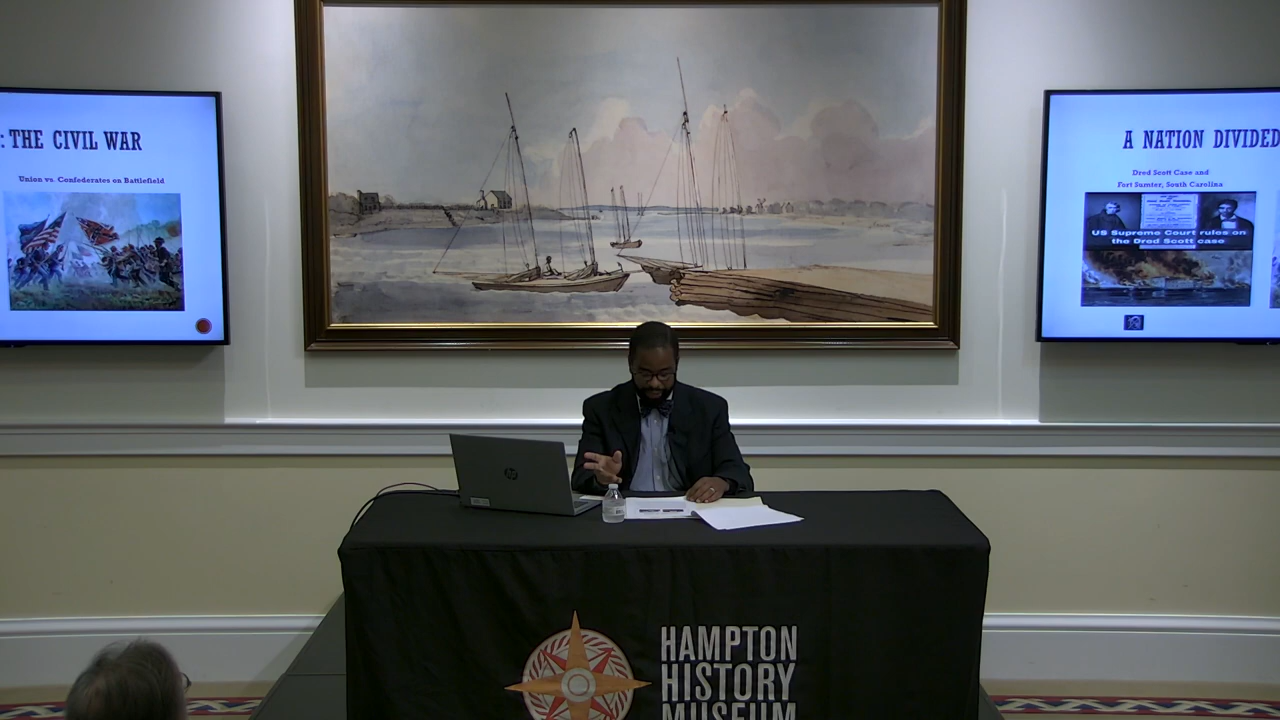 : THE CIVIL WAR
Union vs. Confederates on Battlefield
A NATION DIVIDED
Dred Scott Case and
Fort Sumter, South Carolina
US Supreme Court rules on
the Dred Scott case
hp
HAMPTON
HISTORY
MUSEUM